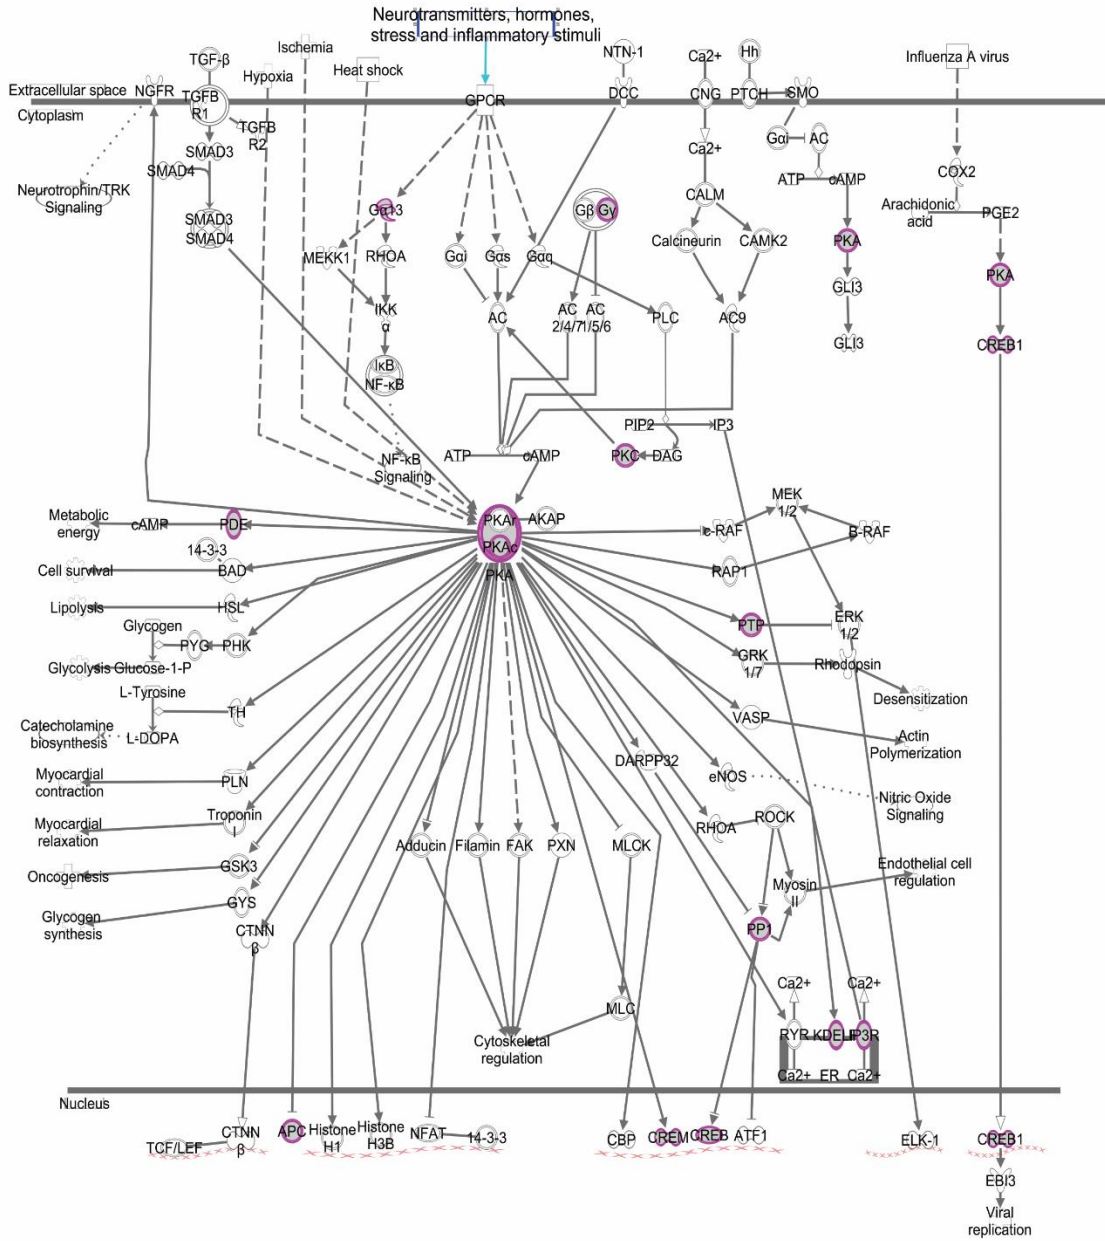 Neurotransmitters, hormones,
stress and inflammatory stimuli
TGF-β
Ischemia
Hypoxia
Heat shock
NTN-1
Ca2+
Hh
Influenza A virus
Extracellular space
NGFR
TGFB
R1
GPCR
DCC
CNG
PTCH
SMO
Cytoplasm
TGFB
R2
Gαi
AC
SMAD3
Ca2+
SMAD4
ATP
cAMP
COX2
Neurotrophin/TRK
Signaling
CALM
Arachidonic
acid
PGE2
SMAD3
SMAD4
Gα13
Gβ
Gγ
Calcineurin
CAMK2
PKA
MEKK1
RHOA
Gαi
Gαs
Gαq
PKA
GLI3
IKK
α
AC
AC
2/4/7
AC
1/5/6
PLC
AC9
GLI3
CREB1
IκB
NF-κB
PIP2
IP3
NF-κB
Signaling
ATP
cAMP
PKC
DAG
MEK
1/2
Metabolic
energy
cAMP
PDE
PKAr
AKAP
c-RAF
B-RAF
14-3-3
PKAc
Cell survival
BAD
PKA
RAP1
Lipolysis
HSL
PTP
ERK
1/2
Glycogen
PYG
PHK
GRK
1/7
Rhodopsin
Glycolysis
Glucose-1-P
L-Tyrosine
Desensitization
TH
VASP
Catecholamine
biosynthesis
L-DOPA
Actin
Polymerization
DARPP32
Myocardial
contraction
PLN
eNOS
Nitric Oxide
Signaling
Myocardial
relaxation
Troponin
I
RHOA
ROCK
Adducin
Filamin
FAK
PXN
MLCK
Oncogenesis
GSK3
Myosin
II
Endothelial cell
regulation
Glycogen
synthesis
GYS
CTNN
β
PP1
Ca2+
Ca2+
MLC
Cytoskeletal
regulation
RYR
KDELR
IP3R
Ca2+
ER
Ca2+
Nucleus
TCF/LEF
CTNN
β
APC
Histone
H1
Histone
H3B
NFAT
14-3-3
CBP
CREM
CREB
ATF1
ELK-1
CREB1
EBI3
Viral
replication